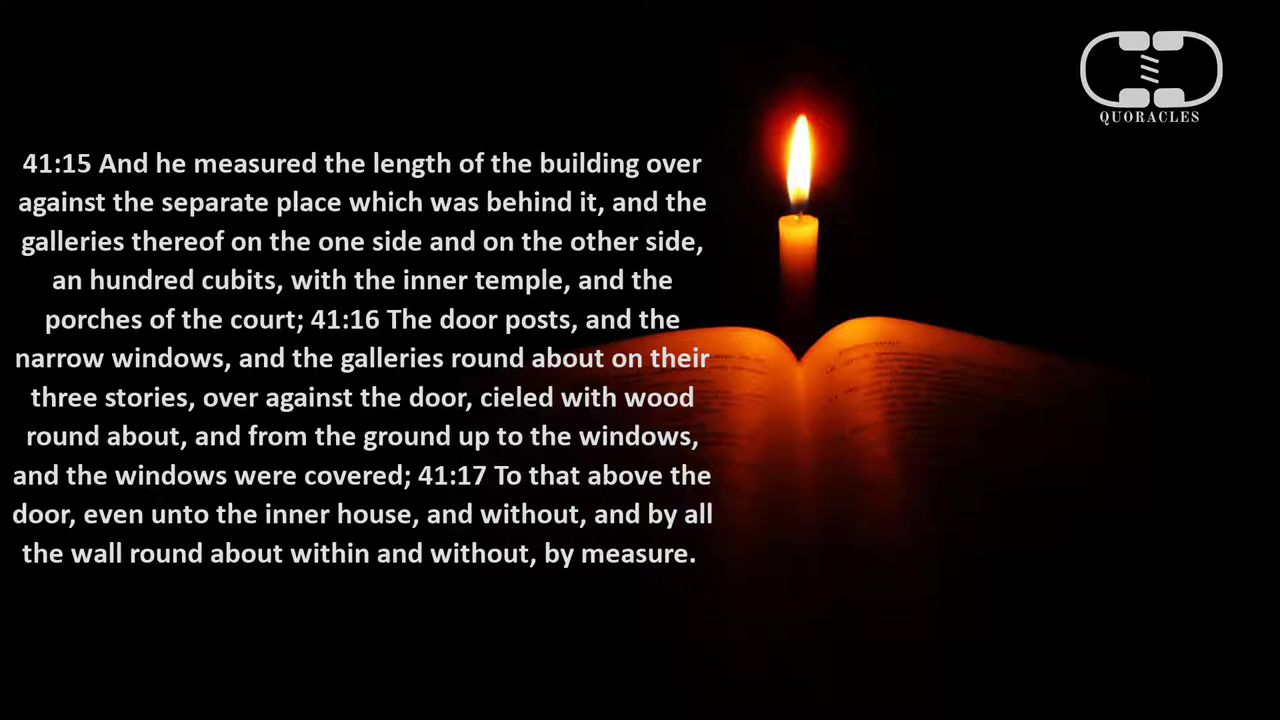 QUORACLES
41:15 And he measured the length of the building over
against the separate place which was behind it, and the
galleries thereof on the one side and on the other side,
an hundred cubits, with the inner temple, and the
porches of the court; 41:16 The door posts, and the
narrow windows, and the galleries round about on their
three stories, over against the door, cieled with wood
round about, and from the ground up to the windows,
and the windows were covered; 41:17 To that above the
door, even unto the inner house, and without, and by all
the wall round about within and without, by measure.